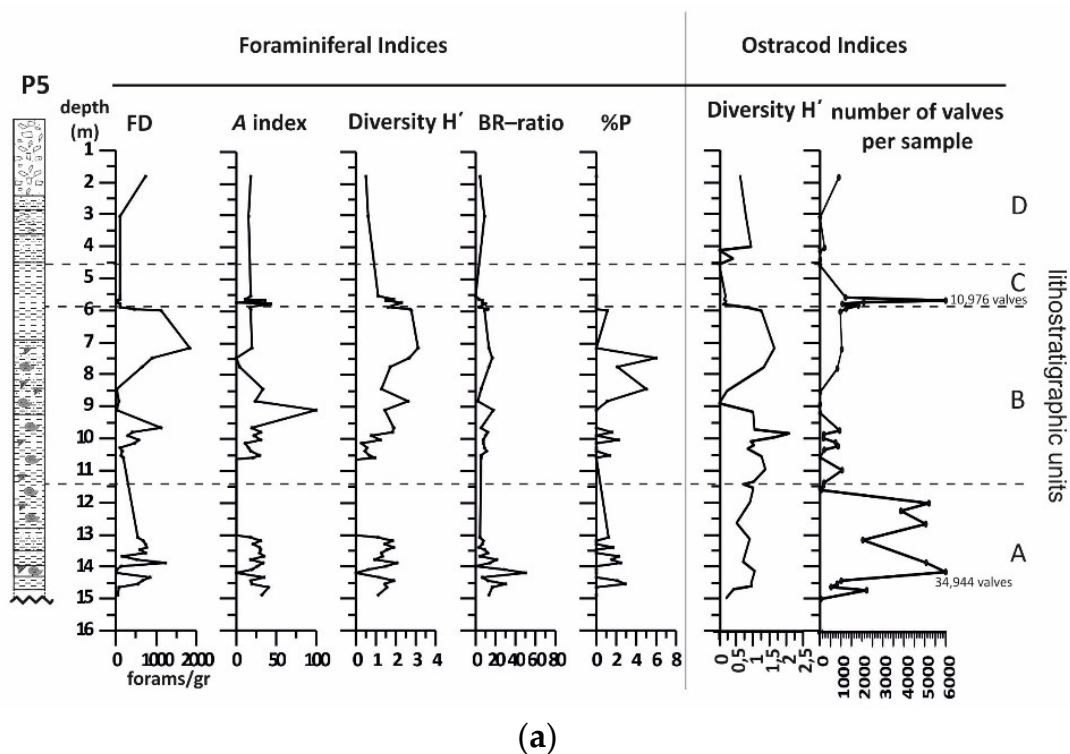 Foraminiferal Indices
Ostracod Indices
P5
depth
(m)
FD
A index
Diversity H´
BR–ratio
%P
Diversity H´
number of valves
per sample
1
2
3
4
5
6
7
8
9
10
11
12
13
14
15
16
D
C
B
A
lithostratigraphic units
10,976 valves
34,944 valves
0 1000 2000
forams/gr
0 50 100
0 1 2 3 4
0 20 40 60 80
0 2 4 6 8
0 0,5 1 1,5 2 2,5
0 1000 4000 5000 6000
(a)